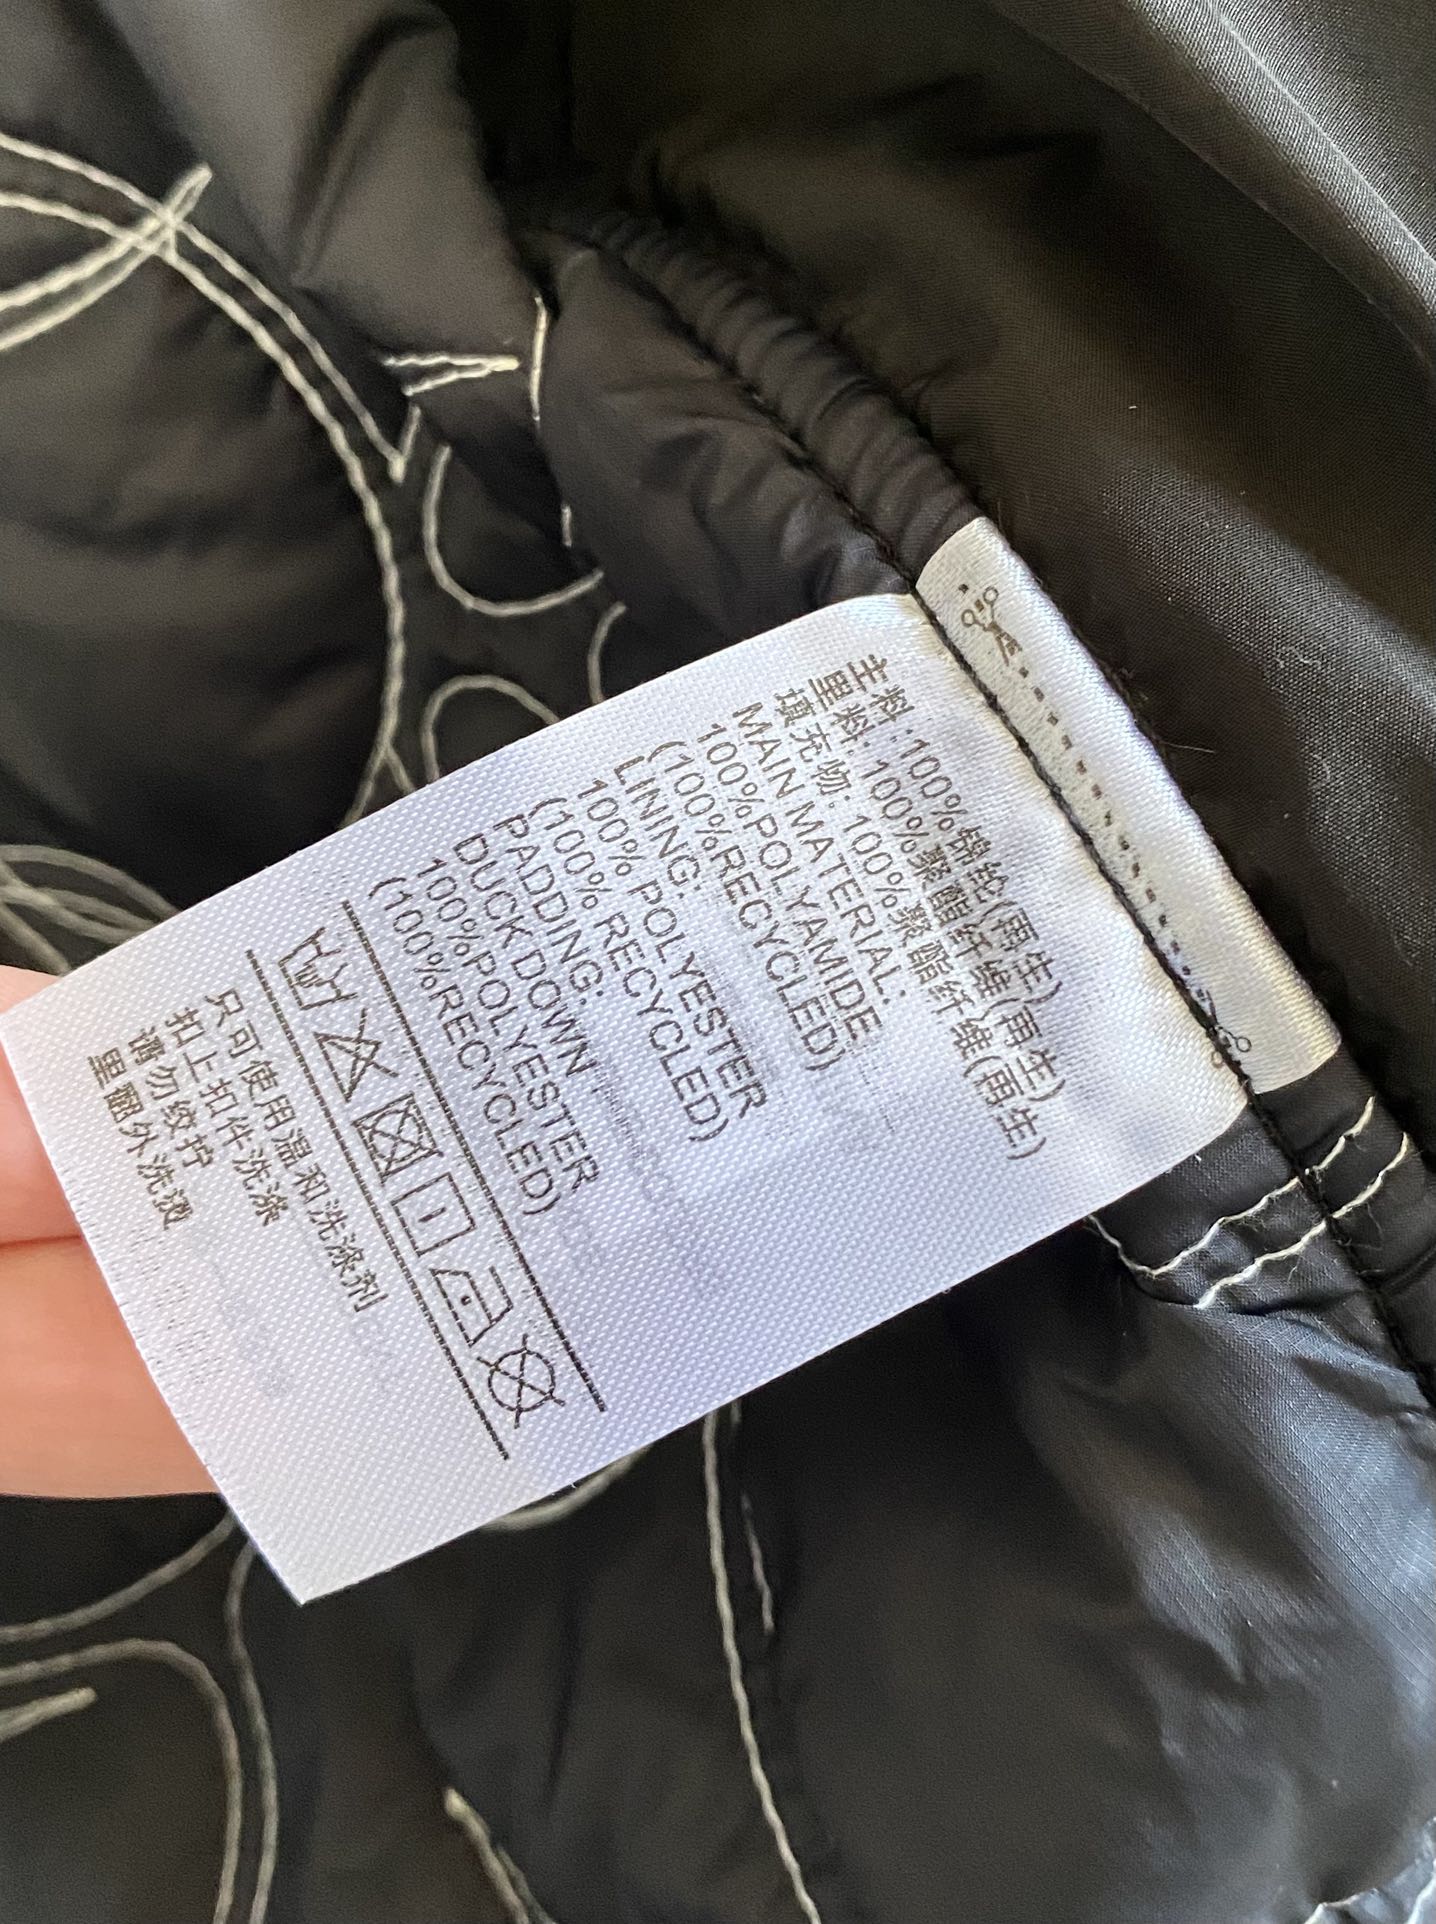 主料:100%锦纶(再生)
里料:100%聚酯纤维(再生)
填充物:100%聚酯纤维(再生)
MAIN MATERIAL:
100%POLYAMIDE
(100%RECYCLED)
LINING:
100% POLYESTER
(100% RECYCLED)
PADDING:
DUCK DOWN
100%POLYESTER
(100%RECYCLED)
只可使用温和洗涤剂
扣上扣件洗涤
请勿绞拧
里翻外洗烫